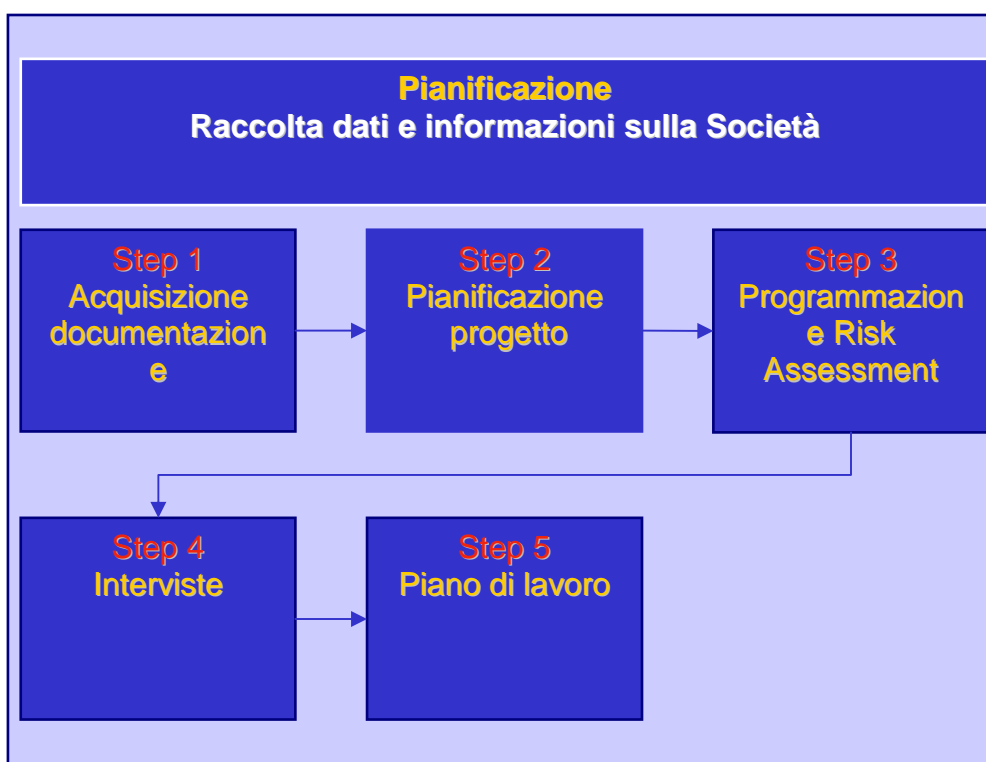 Pianificazione
Raccolta dati e informazioni sulla Società
Step 1
Acquisizione
documentazion
e
Step 2
Pianificazione
progetto
Step 3
Programmazion
e Risk
Assessment
Step 4
Interviste
Step 5
Piano di lavoro